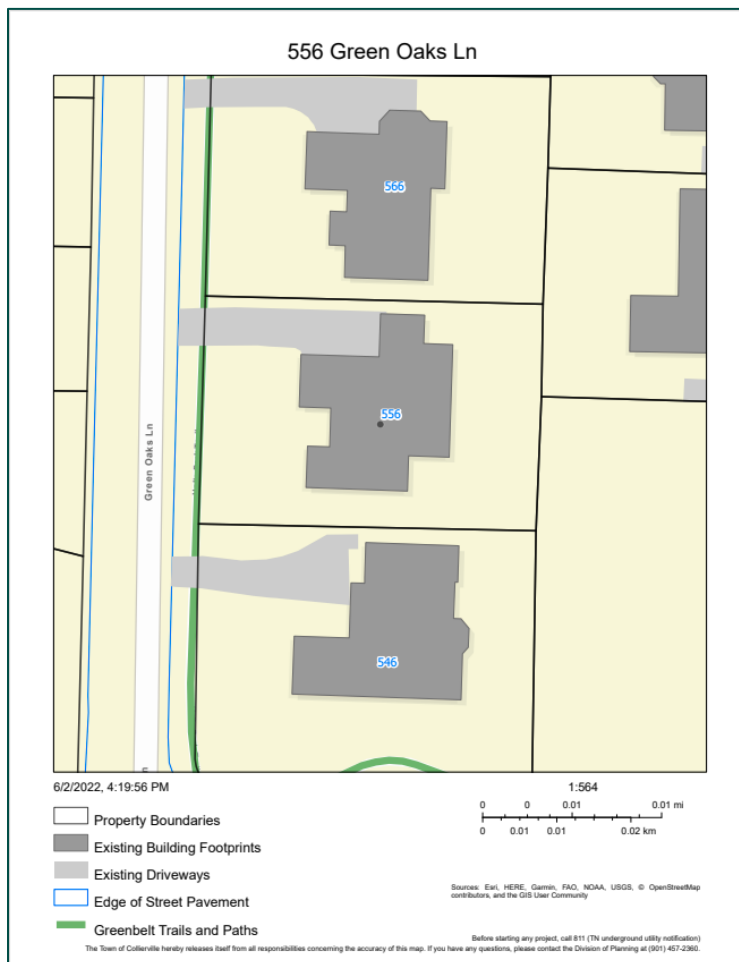 556 Green Oaks Ln
566
556
Green Oaks Ln
546
6/2/2022, 4:19:56 PM
1:564
0 0 0.01 0.01 mi
0 0.01 0.01 0.02 km
Property Boundaries
Existing Building Footprints
Existing Driveways
Edge of Street Pavement
Greenbelt Trails and Paths
Sources: Esri, HERE, Garmin, FAO, NOAA, USGS, © OpenStreetMap
contributors, and the GIS User Community
Before starting any project, call 811 (TN underground utility notification)
The Town of Collierville hereby releases itself from all responsibilities concerning the accuracy of this map. If you have any questions, please contact the Division of Planning at (901) 457-2360.